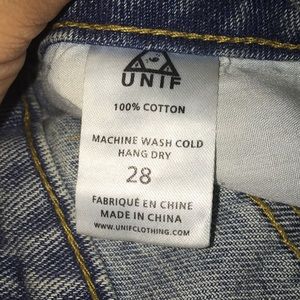 UNIF
100% COTTON
MACHINE WASH COLD
HANG DRY
28
FABRIQUÉ EN CHINE
MADE IN CHINA
WWW.UNIFCLOTHING.COM